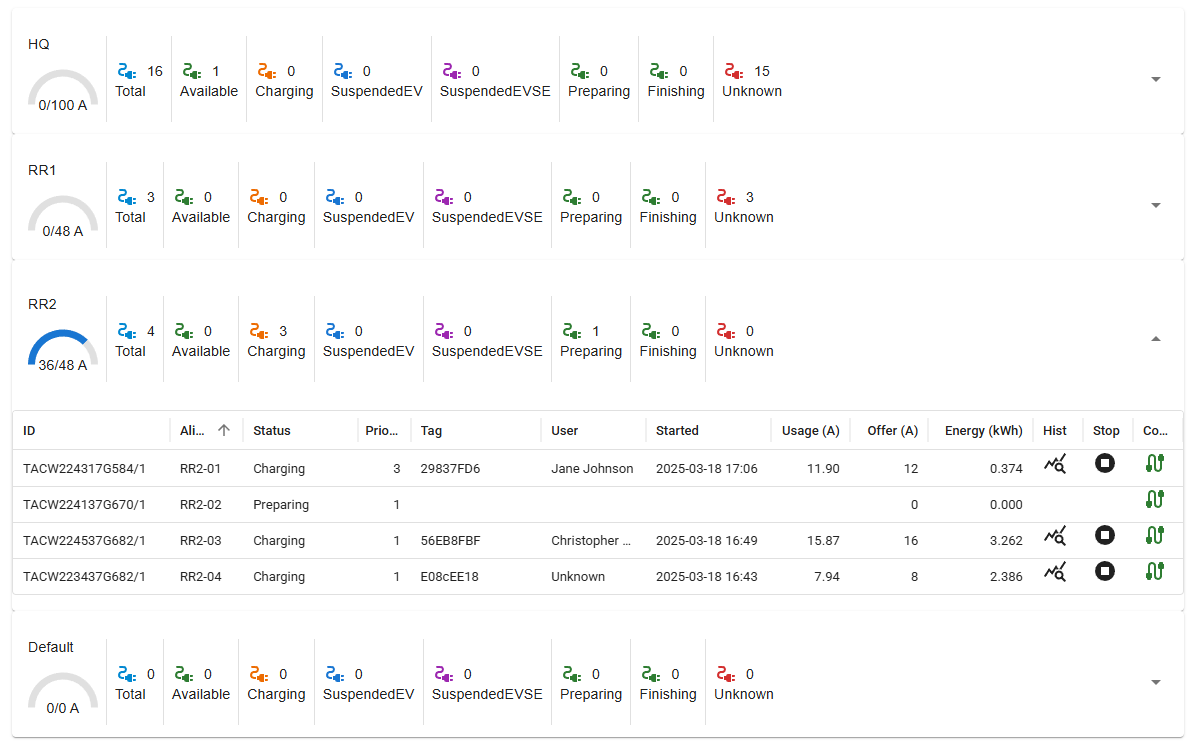 HQ
0/100 A
16 Total
1 Available
0 Charging
0 SuspendedEV
0 SuspendedEVSE
0 Preparing
0 Finishing
15 Unknown
RR1
0/48 A
3 Total
0 Available
0 Charging
0 SuspendedEV
0 SuspendedEVSE
0 Preparing
0 Finishing
3 Unknown
RR2
36/48 A
4 Total
0 Available
3 Charging
0 SuspendedEV
0 SuspendedEVSE
1 Preparing
0 Finishing
0 Unknown
ID Ali... Status Prio... Tag User Started Usage (A) Offer (A) Energy (kWh) Hist Stop Co...
TACW224317G584/1 RR2-01 Charging 3 29837FD6 Jane Johnson 2025-03-18 17:06 11.90 12 0.374
TACW224137G670/1 RR2-02 Preparing 1 0 0.000
TACW224537G682/1 RR2-03 Charging 1 56EB8FBF Christopher ... 2025-03-18 16:49 15.87 16 3.262
TACW223437G682/1 RR2-04 Charging 1 E08cEE18 Unknown 2025-03-18 16:43 7.94 8 2.386
Default
0/0 A
0 Total
0 Available
0 Charging
0 SuspendedEV
0 SuspendedEVSE
0 Preparing
0 Finishing
0 Unknown